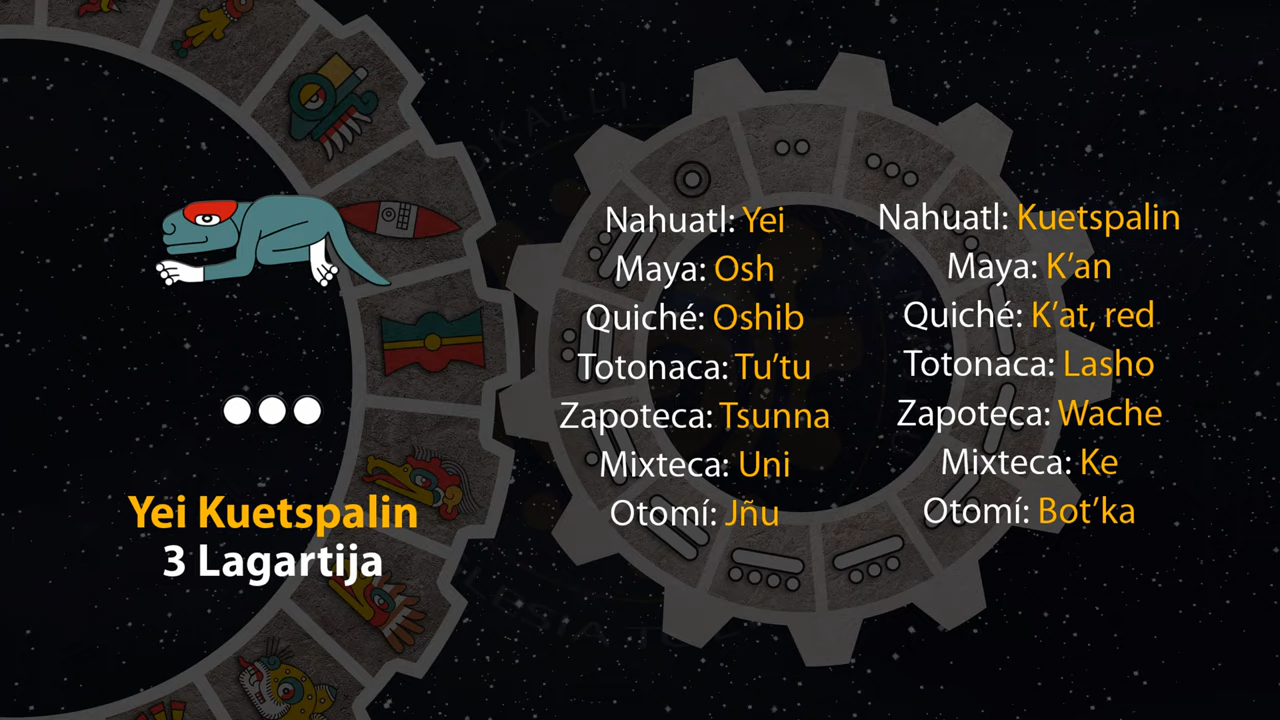 Yei Kuetspalin
3 Lagartija
Nahuatl: Yei
Maya: Osh
Quiché: Oshib
Totonaca: Tu’tu
Zapoteca: Tsunna
Mixteca: Uni
Otomí: Jñu
Nahuatl: Kuetspalin
Maya: K’an
Quiché: K’at, red
Totonaca: Lasho
Zapoteca: Wache
Mixteca: Ke
Otomí: Bot’ka